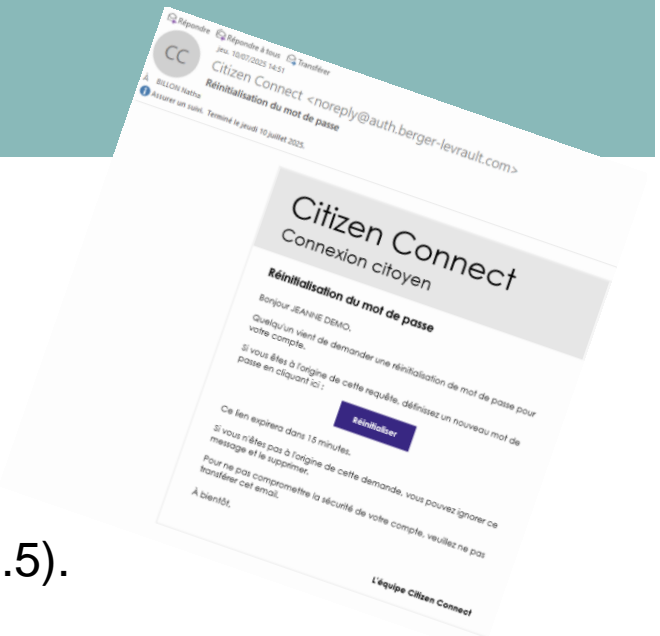 Répondre Répondre à tous Transférer
jeu. 10/07/2025 14:51
CC
Citizen Connect <noreply@auth.berger-levrault.com>
Réinitialisation du mot de passe
À BILLON Natha
Assurer un suivi. Terminé le jeudi 10 juillet 2025.
Citizen Connect
Connexion citoyen
Réinitialisation du mot de passe
Bonjour JEANNE DEMO,
Quelqu'un vient de demander une réinitialisation de mot de passe pour
votre compte.
Si vous êtes à l'origine de cette requête, définissez un nouveau mot de
passe en cliquant ici :
Réinitialiser
Ce lien expirera dans 15 minutes.
Si vous n'êtes pas à l'origine de cette demande, vous pouvez ignorer ce
message et le supprimer.
Pour ne pas compromettre la sécurité de votre compte, veuillez ne pas
transférer cet email.
À bientôt,
L'équipe Citizen Connect
.5).